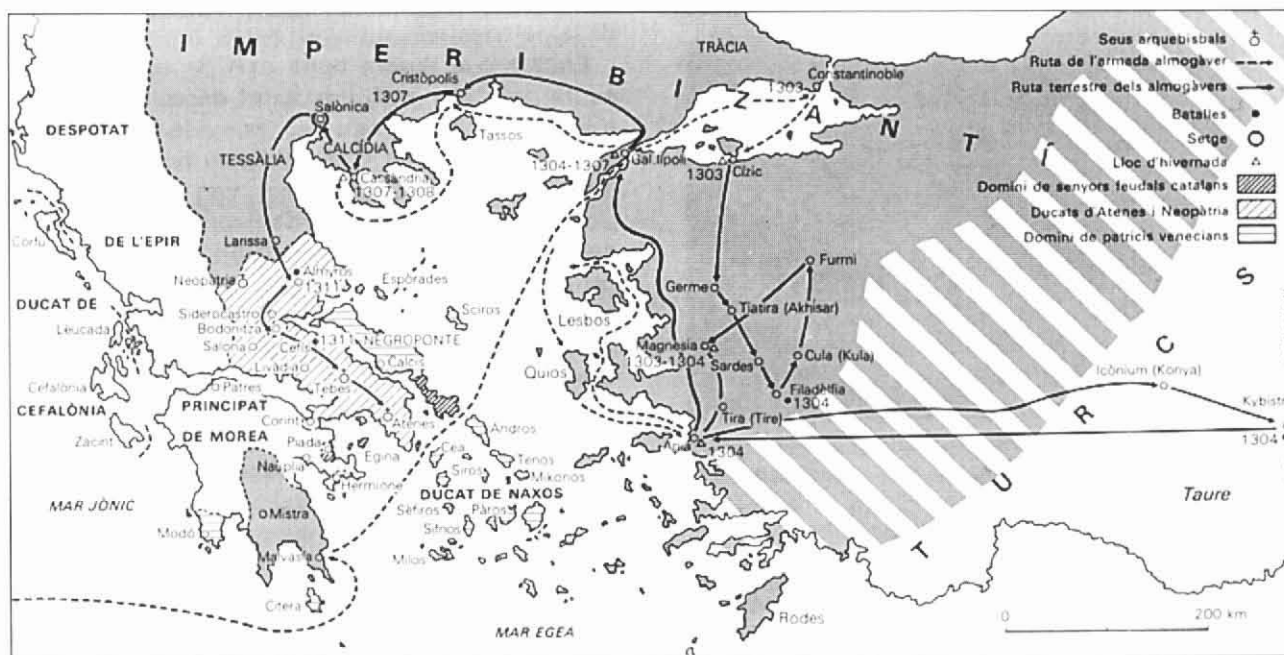 IMPERI BIZANTÍ
TURCS
TRÀCIA
Constantinoble
1303
Cristòpolis
1307
Salònica
DESPOTAT
DE L'EPIR
TESSÀLIA
CALCÍDIA
Cassandria
1307-1308
Tassos
1304-1307
Gal·lípoli
1303
Cízic
Larissa
Corfú
Neopàtria
Almyros
1311
Espòrades
Sciros
Lesbos
Germe
Furni
Tiatira (Akhisar)
DUCAT DE
CEFALÒNIA
Lèucada
Siderocastro
Bodonitza
Salona
Cefís
1311
NEGROPONTE
Calcis
Livàdia
Tebes
Magnèsia
1303-1304
Sardes
Cula (Kula)
Quios
Filadèlfia
1304
Tira (Tire)
Icònium (Konya)
Kybistra
1304
Cefalònia
Patres
PRINCIPAT
DE MOREA
Corint
Atenes
Andros
Zacint
Piada
Egina
Cea
Tenos
Nauplia
Hermione
Siros
Mikonos
DUCAT DE NAXOS
1304
MAR JÒNIC
Mistra
Sèrifos
Paros
Sifnos
Modó
Malvasia
Milos
Citera
MAR EGEA
Rodes
Taure
Seus arquebisbals
Ruta de l'armada almogàver
Ruta terrestre dels almogàvers
Batalles
Setge
Lloc d'hivernada
Domini de senyors feudals catalans
Ducats d'Atenes i Neopàtria
Domini de patricis venecians
0 200 km